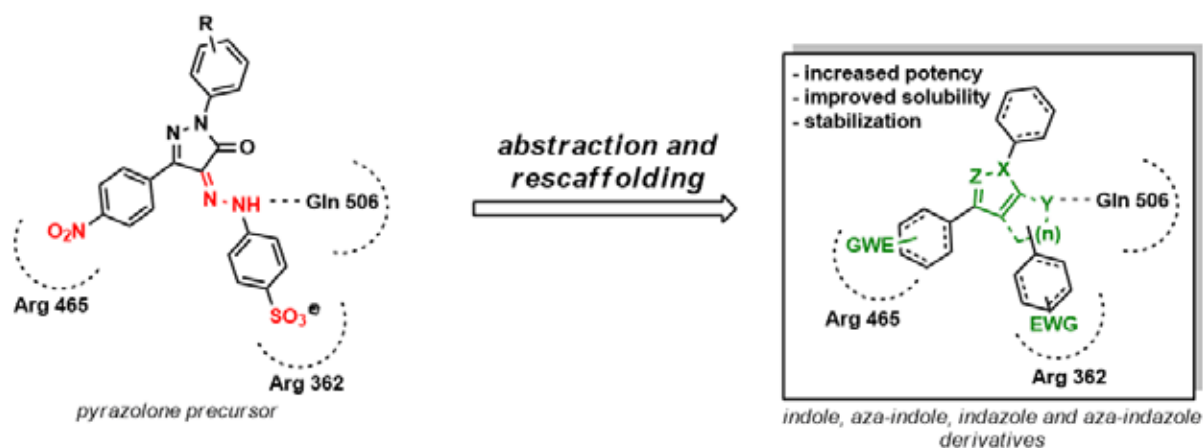 R
N
N
O
N
NH
Gln 506
O₂N
Arg 465
SO₃⊖
Arg 362
pyrazolone precursor
abstraction and
rescaffolding
- increased potency
- improved solubility
- stabilization
Z
X
Y
Gln 506
(n)
GWE
Arg 465
EWG
Arg 362
indole, aza-indole, indazole and aza-indazole
derivatives